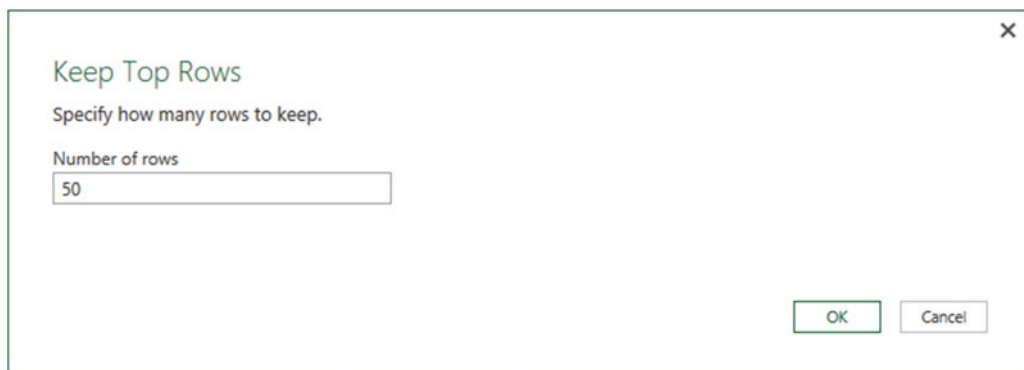 Keep Top Rows
Specify how many rows to keep.
Number of rows
50
OK Cancel